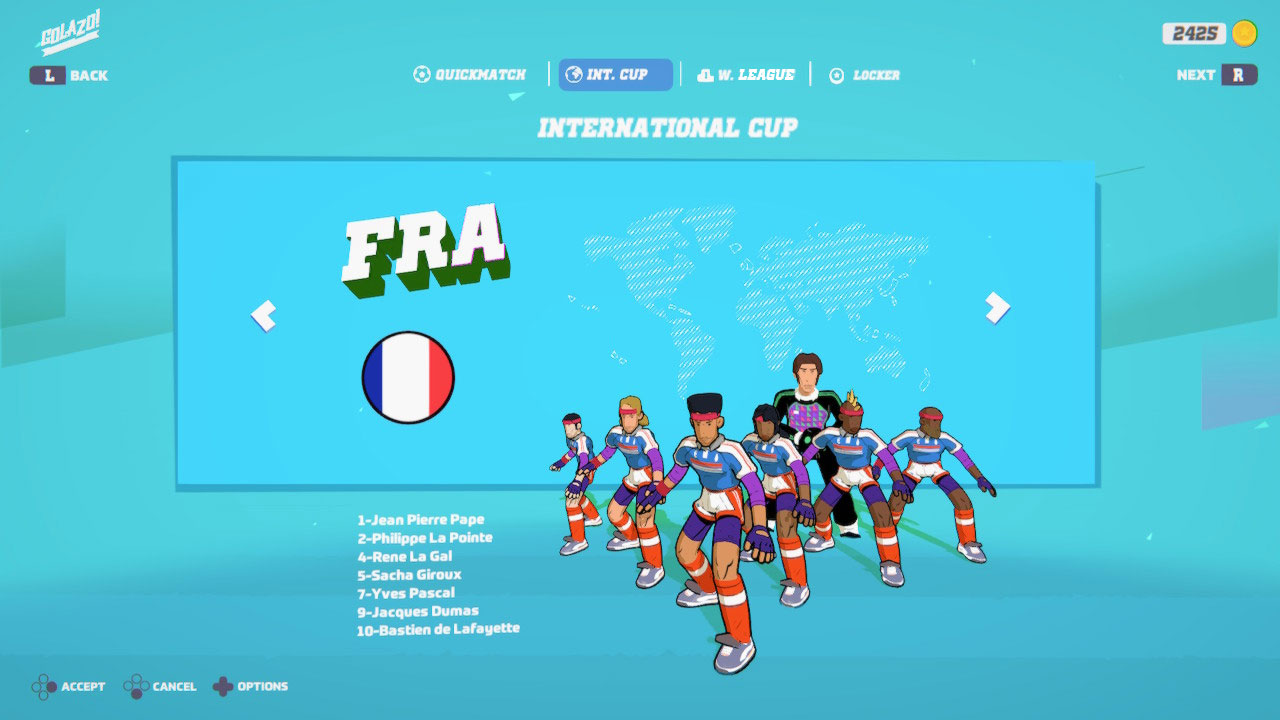 GOLAZO!
2425
L BACK
QUICKMATCH
INT. CUP
W. LEAGUE
LOCKER
NEXT R
INTERNATIONAL CUP
FRA
1-Jean Pierre Pape
2-Philippe La Pointe
4-Rene La Gal
5-Sacha Giroux
7-Yves Pascal
9-Jacques Dumas
10-Bastien de Lafayette
ACCEPT
CANCEL
OPTIONS